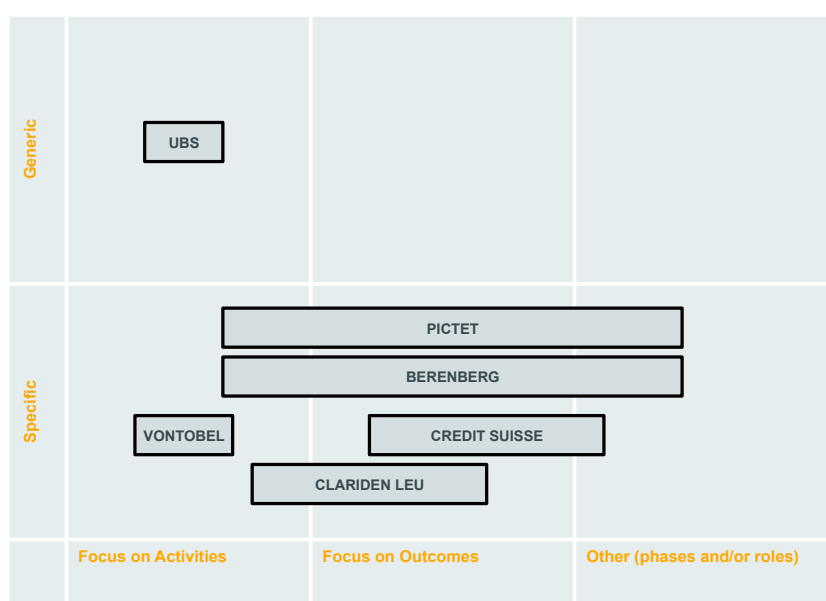 Generic
UBS
Specific
PICTET
BERENBERG
VONTOBEL
CREDIT SUISSE
CLARIDEN LEU
Focus on Activities
Focus on Outcomes
Other (phases and/or roles)